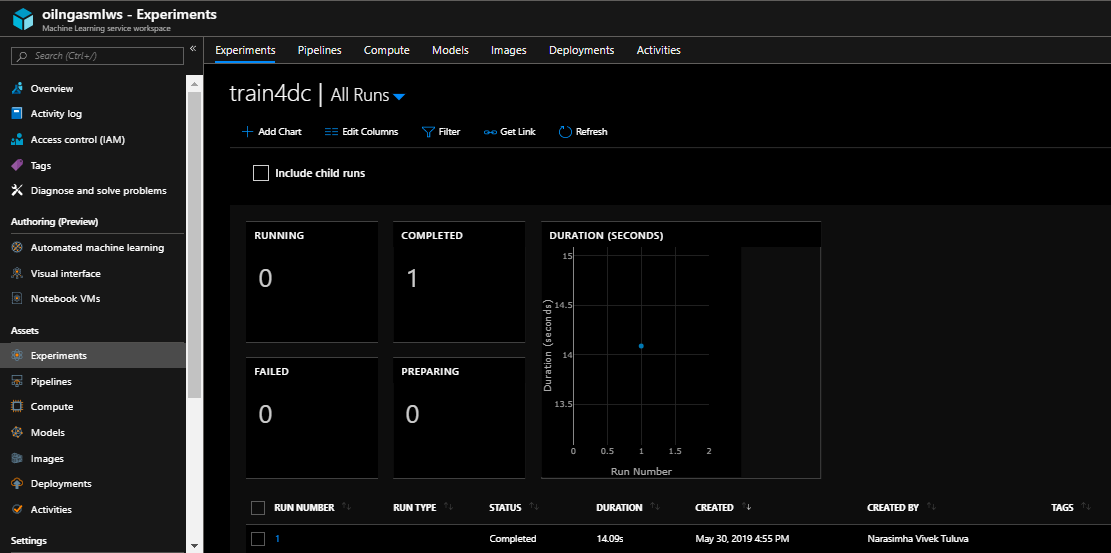 oilngasmlws - Experiments
Machine Learning service workspace
Search (Ctrl+/)
«
Overview
Activity log
Access control (IAM)
Tags
Diagnose and solve problems
Authoring (Preview)
Automated machine learning
Visual interface
Notebook VMs
Assets
Experiments
Pipelines
Compute
Models
Images
Deployments
Activities
Settings
Experiments Pipelines Compute Models Images Deployments Activities
train4dc | All Runs
Add Chart Edit Columns Filter Get Link Refresh
Include child runs
RUNNING
0
COMPLETED
1
FAILED
0
PREPARING
0
DURATION (SECONDS)
Duration (seconds)
15
14.5
14
13.5
0 0.5 1 1.5 2
Run Number
RUN NUMBER RUN TYPE STATUS DURATION CREATED CREATED BY TAGS
1 Completed 14.09s May 30, 2019 4:55 PM Narasimha Vivek Tuluva